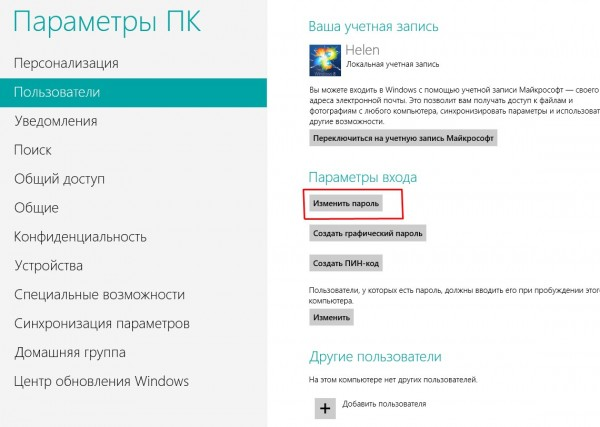 Параметры ПК
Персонализация
Пользователи
Уведомления
Поиск
Общий доступ
Общие
Конфиденциальность
Устройства
Специальные возможности
Синхронизация параметров
Домашняя группа
Центр обновления Windows
Ваша учетная запись
Helen
Локальная учетная запись
Вы можете входить в Windows с помощью учетной записи Майкрософт — своего
адреса электронной почты. Это позволит вам получать доступ к файлам и
фотографиям с любого компьютера, синхронизировать параметры и использоват
другие возможности.
Переключиться на учетную запись Майкрософт
Параметры входа
Изменить пароль
Создать графический пароль
Создать ПИН-код
Пользователи, у которых есть пароль, должны вводить его при пробуждении этог
компьютера.
Изменить
Другие пользователи
На этом компьютере нет других пользователей.
Добавить пользователя